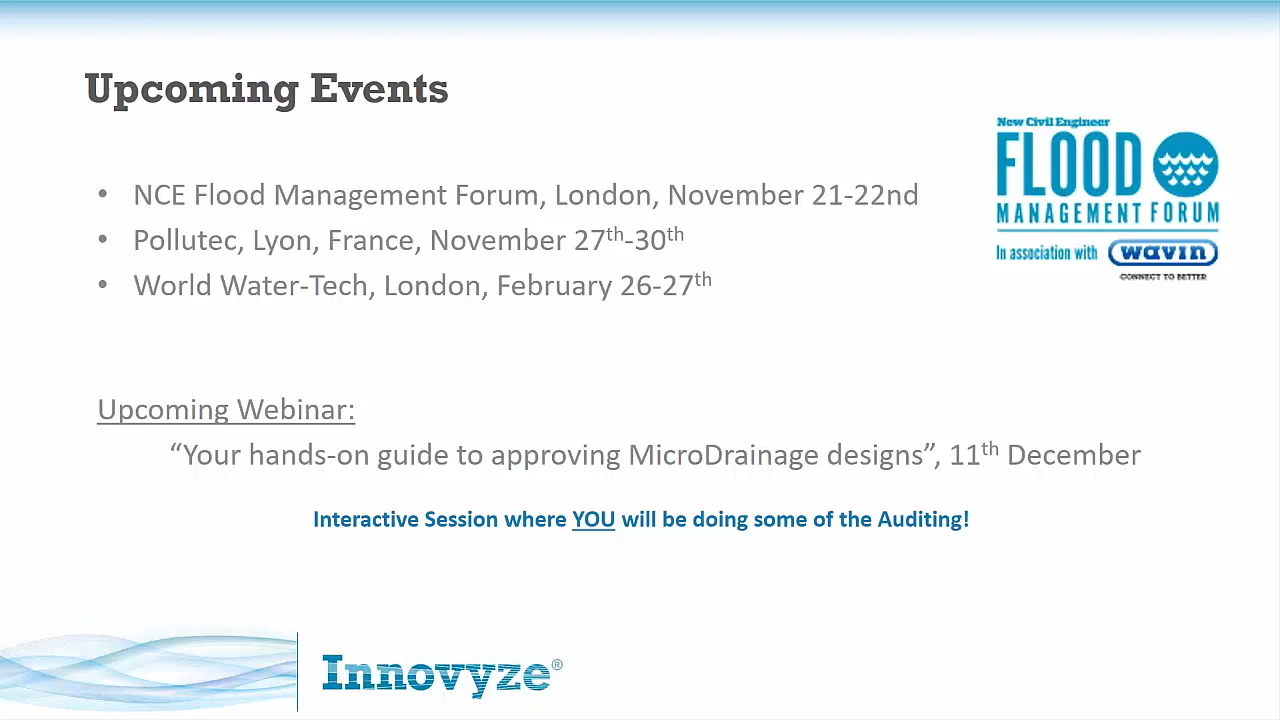 Upcoming Events
New Civil Engineer
FLOOD
MANAGEMENT FORUM
In association with wavin
CONNECT TO BETTER
• NCE Flood Management Forum, London, November 21-22nd
• Pollutec, Lyon, France, November 27th-30th
• World Water-Tech, London, February 26-27th
Upcoming Webinar:
“Your hands-on guide to approving MicroDrainage designs”, 11th December
Interactive Session where YOU will be doing some of the Auditing!
Innovyze®